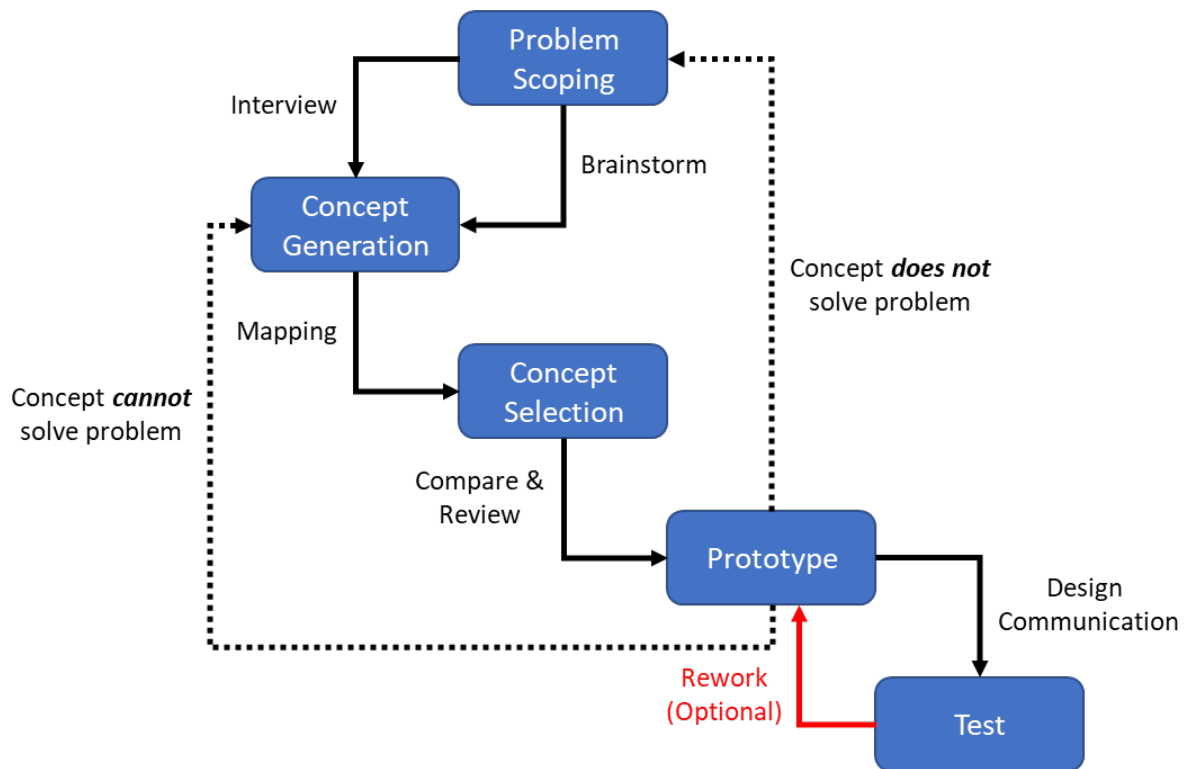 Problem
Scoping
Interview
Brainstorm
Concept
Generation
Concept does not
solve problem
Mapping
Concept
Selection
Concept cannot
solve problem
Compare &
Review
Prototype
Design
Communication
Rework
(Optional)
Test